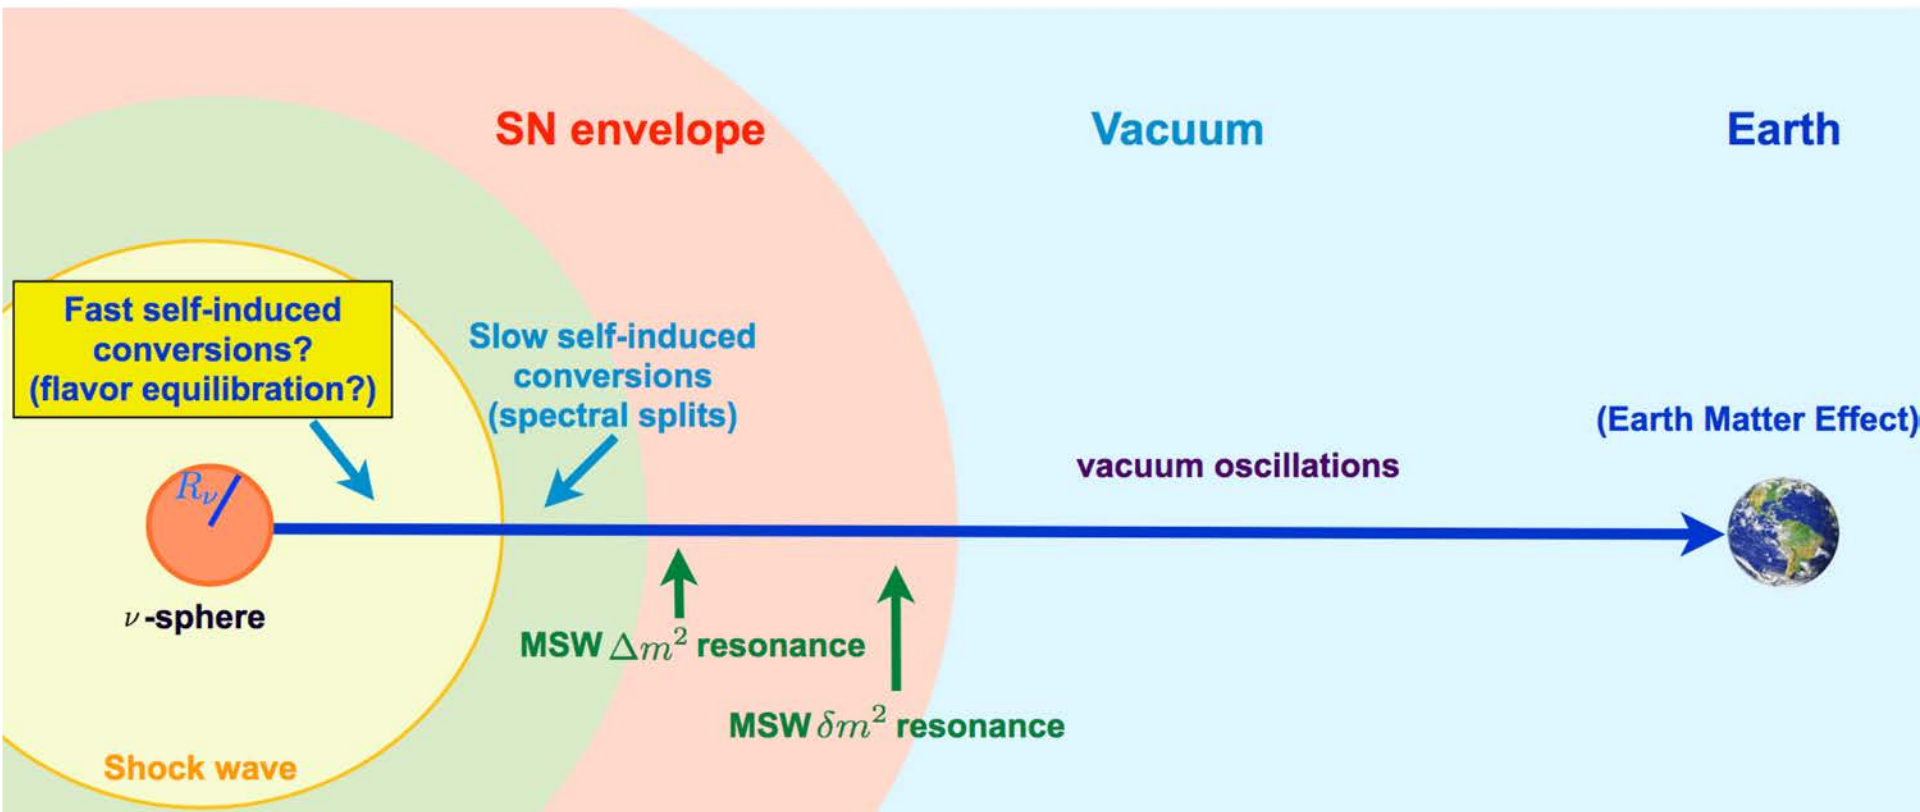 SN envelope
Vacuum
Earth
Fast self-induced
conversions?
(flavor equilibration?)
Slow self-induced
conversions
(spectral splits)
(Earth Matter Effect)
vacuum oscillations
R_ν
ν-sphere
MSW Δm² resonance
MSW δm² resonance
Shock wave